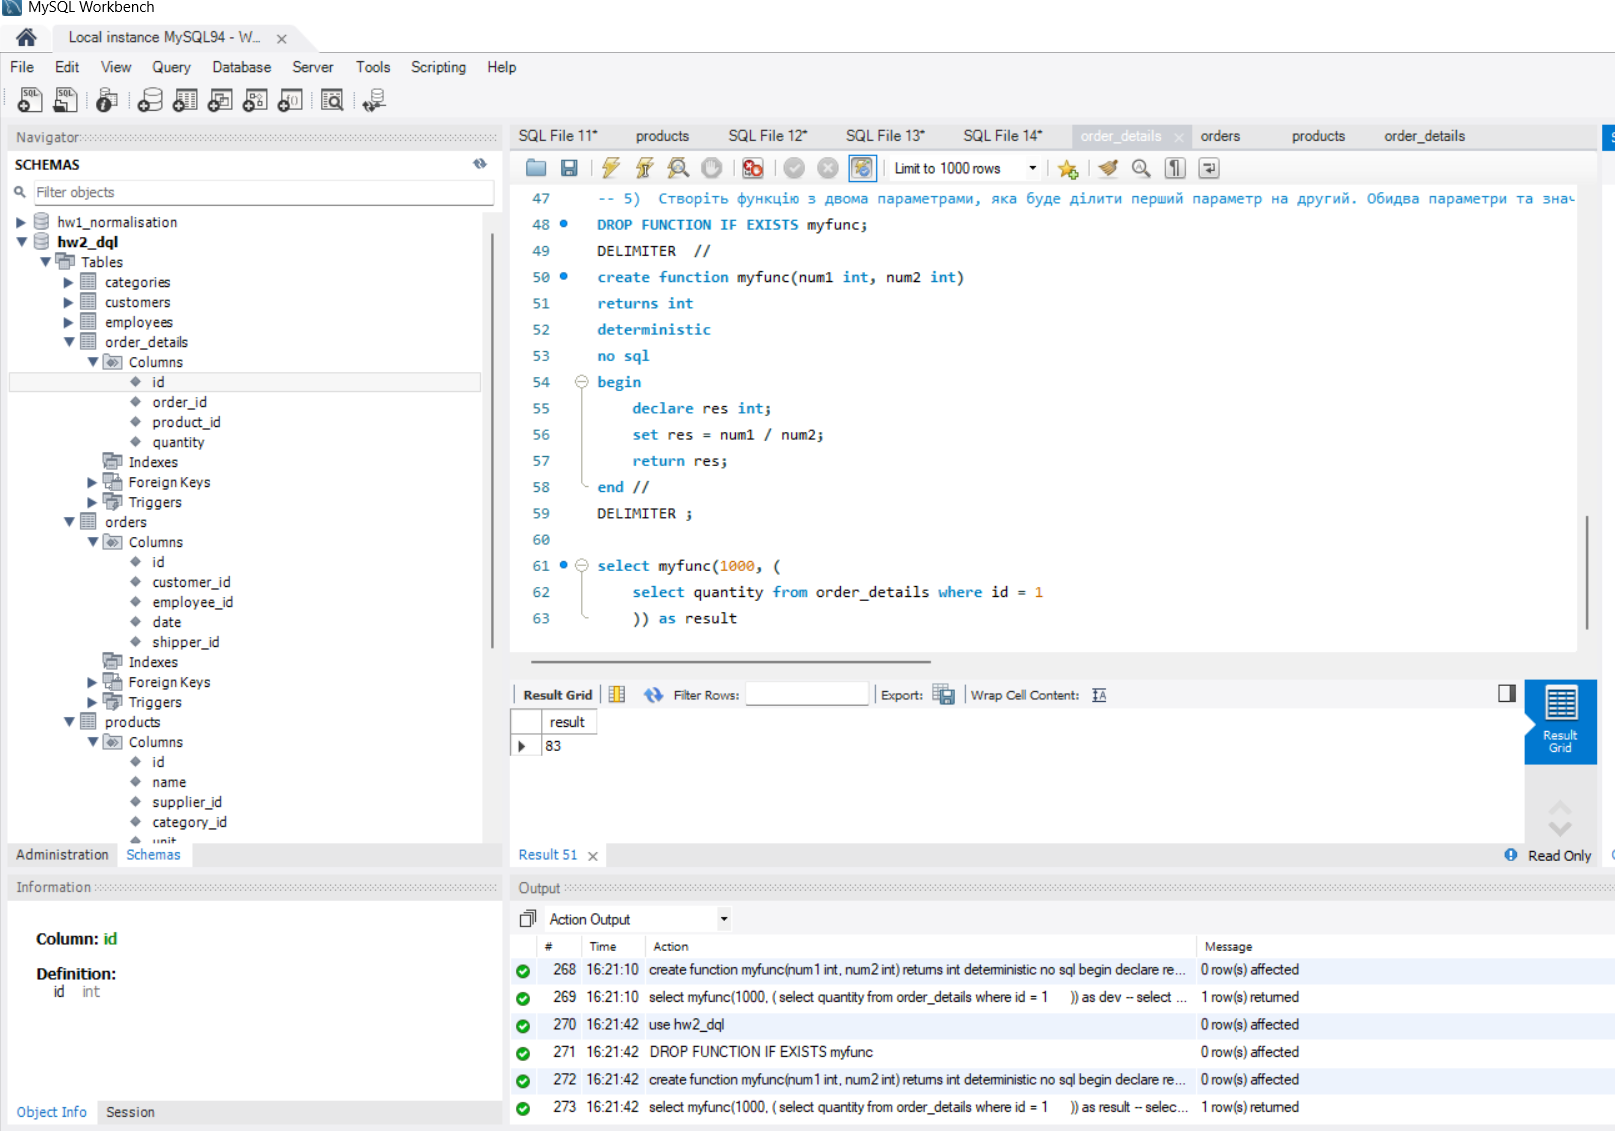 MySQL Workbench
Local instance MySQL94 - W...
File Edit View Query Database Server Tools Scripting Help
Navigator
SCHEMAS
Filter objects
hw1_normalisation
hw2_dql
Tables
categories
customers
employees
order_details
Columns
id
order_id
product_id
quantity
Indexes
Foreign Keys
Triggers
orders
Columns
id
customer_id
employee_id
date
shipper_id
Indexes
Foreign Keys
Triggers
products
Columns
id
name
supplier_id
category_id
unit
Administration Schemas
Information
Column: id
Definition:
id int
Object Info Session
SQL File 11* products SQL File 12* SQL File 13* SQL File 14* order_details orders products order_details
Limit to 1000 rows
47 -- 5) Створіть функцію з двома параметрами, яка буде ділити перший параметр на другий. Обидва параметри та знач
48 DROP FUNCTION IF EXISTS myfunc;
49 DELIMITER //
50 create function myfunc(num1 int, num2 int)
51 returns int
52 deterministic
53 no sql
54 begin
55 declare res int;
56 set res = num1 / num2;
57 return res;
58 end //
59 DELIMITER ;
60
61 select myfunc(1000, (
62 select quantity from order_details where id = 1
63 )) as result
Result Grid Filter Rows: Export: Wrap Cell Content:
result
83
Result Grid
Result 51
Read Only
Output
Action Output
# Time Action Message
268 16:21:10 create function myfunc(num1 int, num2 int) returns int deterministic no sql begin declare re... 0 row(s) affected
269 16:21:10 select myfunc(1000, ( select quantity from order_details where id = 1 )) as dev -- select ... 1 row(s) returned
270 16:21:42 use hw2_dql 0 row(s) affected
271 16:21:42 DROP FUNCTION IF EXISTS myfunc 0 row(s) affected
272 16:21:42 create function myfunc(num1 int, num2 int) returns int deterministic no sql begin declare re... 0 row(s) affected
273 16:21:42 select myfunc(1000, ( select quantity from order_details where id = 1 )) as result -- selec... 1 row(s) returned